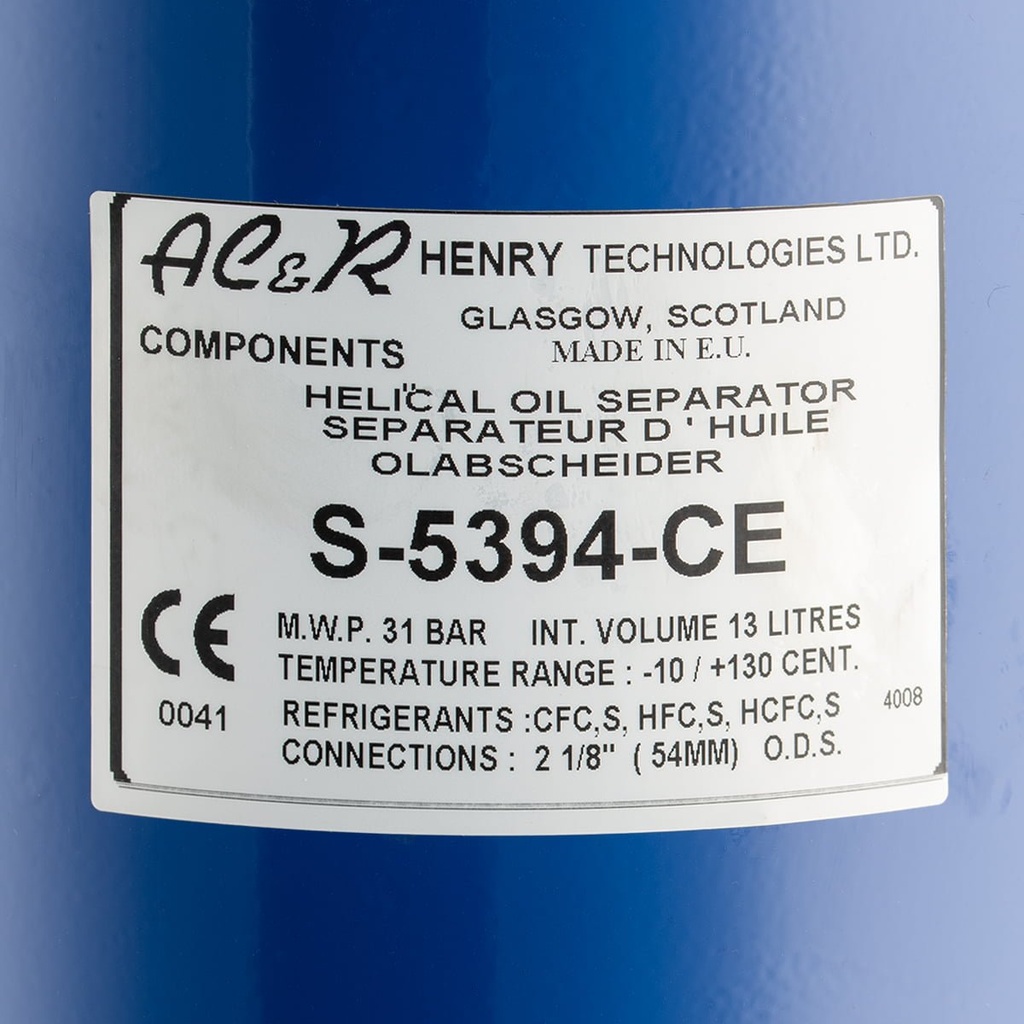 AC&R HENRY TECHNOLOGIES LTD.
GLASGOW, SCOTLAND
COMPONENTS
MADE IN E.U.
HELICAL OIL SEPARATOR
SEPARATEUR D ' HUILE
ÖLABSCHEIDER
S-5394-CE
CE
M.W.P. 31 BAR INT. VOLUME 13 LITRES
TEMPERATURE RANGE : -10 / +130 CENT.
0041
REFRIGERANTS :CFC,S, HFC,S, HCFC,S 4008
CONNECTIONS : 2 1/8" ( 54MM) O.D.S.